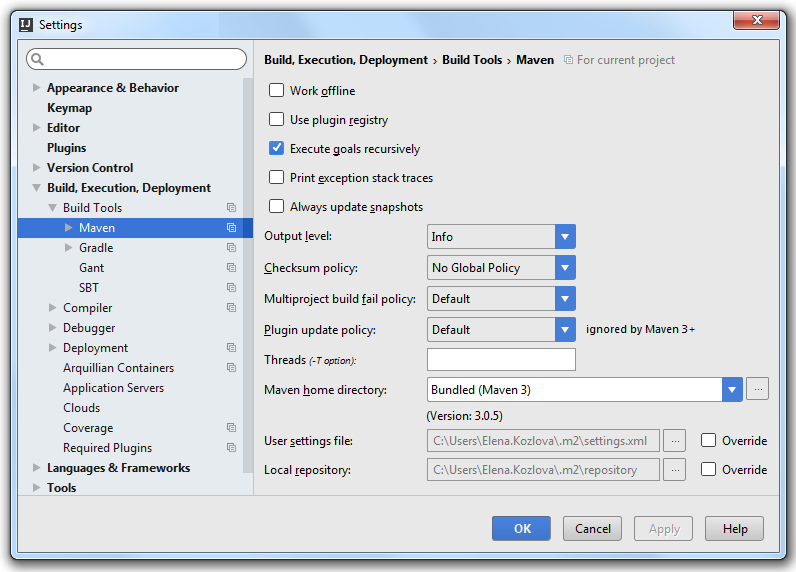 IJ Settings
Build, Execution, Deployment › Build Tools › Maven For current project
Appearance & Behavior
Keymap
Editor
Plugins
Version Control
Build, Execution, Deployment
Build Tools
Maven
Gradle
Gant
SBT
Compiler
Debugger
Deployment
Arquillian Containers
Application Servers
Clouds
Coverage
Required Plugins
Languages & Frameworks
Tools
Work offline
Use plugin registry
Execute goals recursively
Print exception stack traces
Always update snapshots
Output level: Info
Checksum policy: No Global Policy
Multiproject build fail policy: Default
Plugin update policy: Default ignored by Maven 3+
Threads (-T option):
Maven home directory: Bundled (Maven 3) ...
(Version: 3.0.5)
User settings file: C:\Users\Elena.Kozlova\.m2\settings.xml ... Override
Local repository: C:\Users\Elena.Kozlova\.m2\repository ... Override
OK Cancel Apply Help